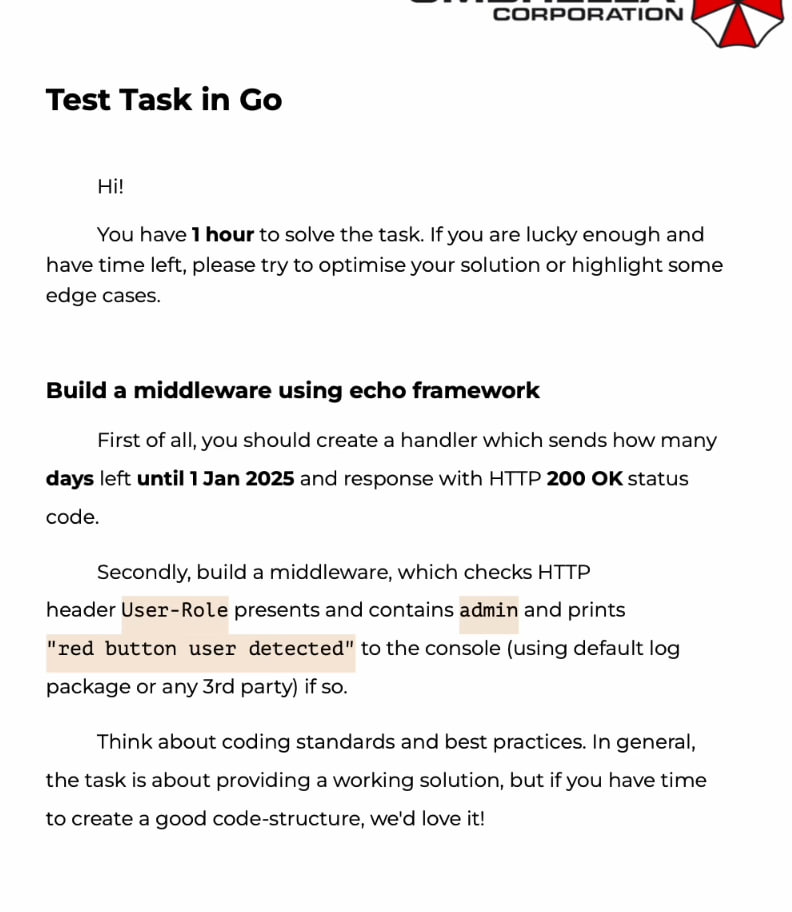 CORPORATION
Test Task in Go
Hi!
You have 1 hour to solve the task. If you are lucky enough and
have time left, please try to optimise your solution or highlight some
edge cases.
Build a middleware using echo framework
First of all, you should create a handler which sends how many
days left until 1 Jan 2025 and response with HTTP 200 OK status
code.
Secondly, build a middleware, which checks HTTP
header User-Role presents and contains admin and prints
"red button user detected" to the console (using default log
package or any 3rd party) if so.
Think about coding standards and best practices. In general,
the task is about providing a working solution, but if you have time
to create a good code-structure, we'd love it!